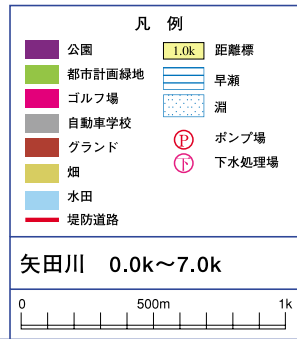 凡 例
公園
都市計画緑地
ゴルフ場
自動車学校
グランド
畑
水田
堤防道路
1.0k 距離標
早瀬
淵
P ポンプ場
下 下水処理場
矢田川 0.0k〜7.0k
0 500m 1k